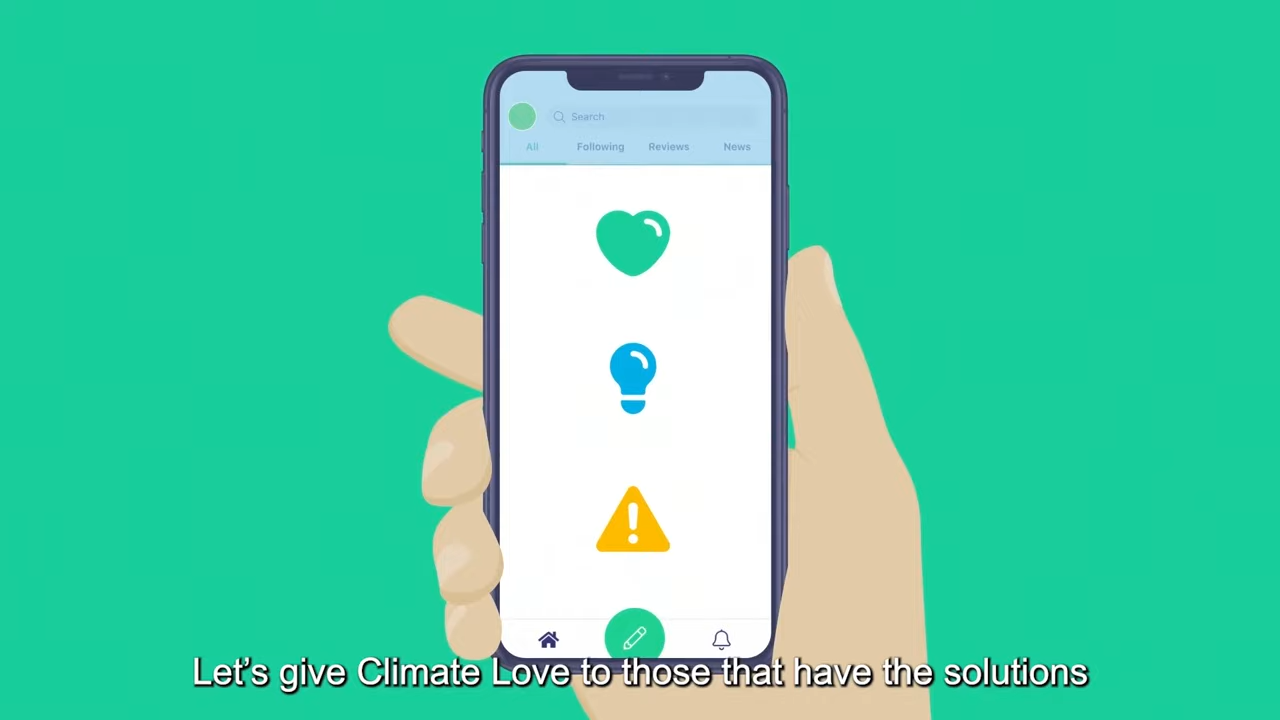 Search
All Following Reviews News
Let’s give Climate Love to those that have the solutions